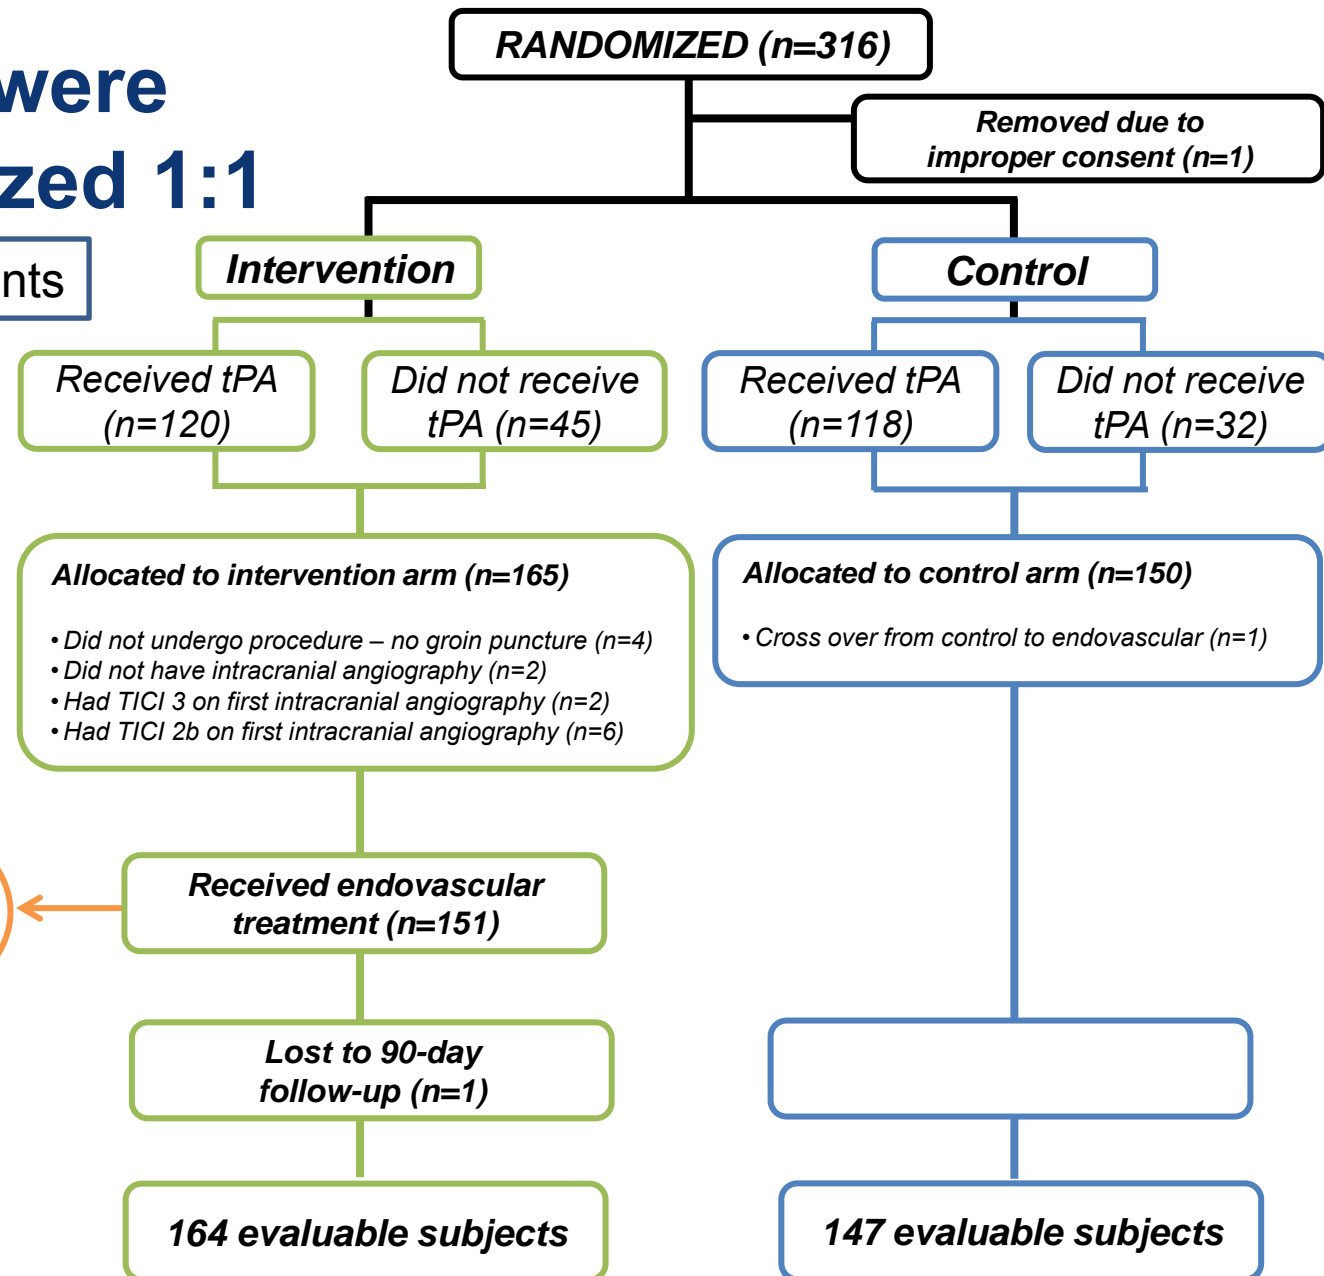 RANDOMIZED (n=316)
were
zed 1:1
Removed due to
improper consent (n=1)
nts
Intervention
Control
Received tPA
(n=120)
Did not receive
tPA (n=45)
Received tPA
(n=118)
Did not receive
tPA (n=32)
Allocated to intervention arm (n=165)
• Did not undergo procedure – no groin puncture (n=4)
• Did not have intracranial angiography (n=2)
• Had TICI 3 on first intracranial angiography (n=2)
• Had TICI 2b on first intracranial angiography (n=6)
Allocated to control arm (n=150)
• Cross over from control to endovascular (n=1)
Received endovascular
treatment (n=151)
Lost to 90-day
follow-up (n=1)
164 evaluable subjects
147 evaluable subjects